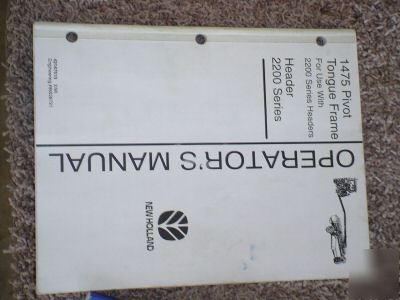 1475 Pivot
Tongue Frame
For Use With
2200 Series Headers
Header
2200 Series
OPERATOR'S MANUAL
NEW HOLLAND